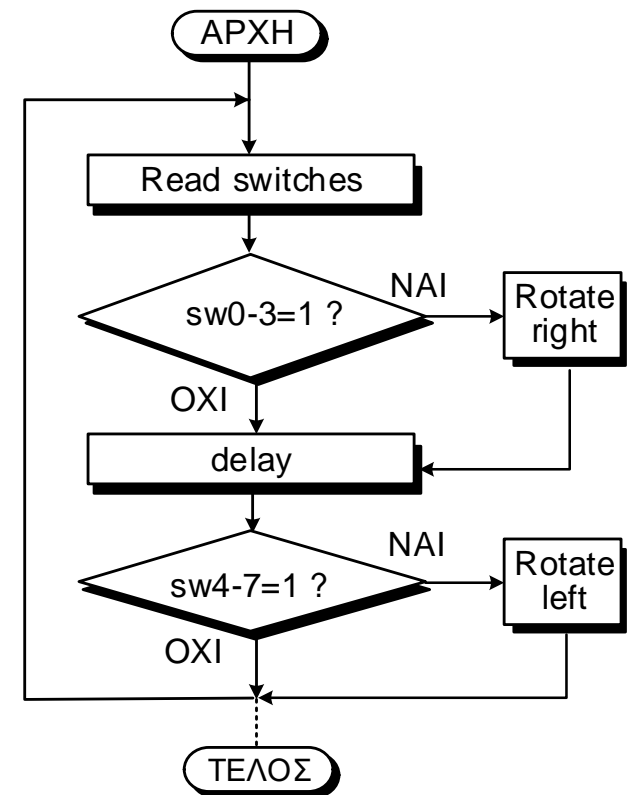 ΑΡΧΗ
Read switches
sw0-3=1 ?
ΝΑΙ
Rotate
right
ΟΧΙ
delay
sw4-7=1 ?
ΝΑΙ
Rotate
left
ΟΧΙ
ΤΕΛΟΣ